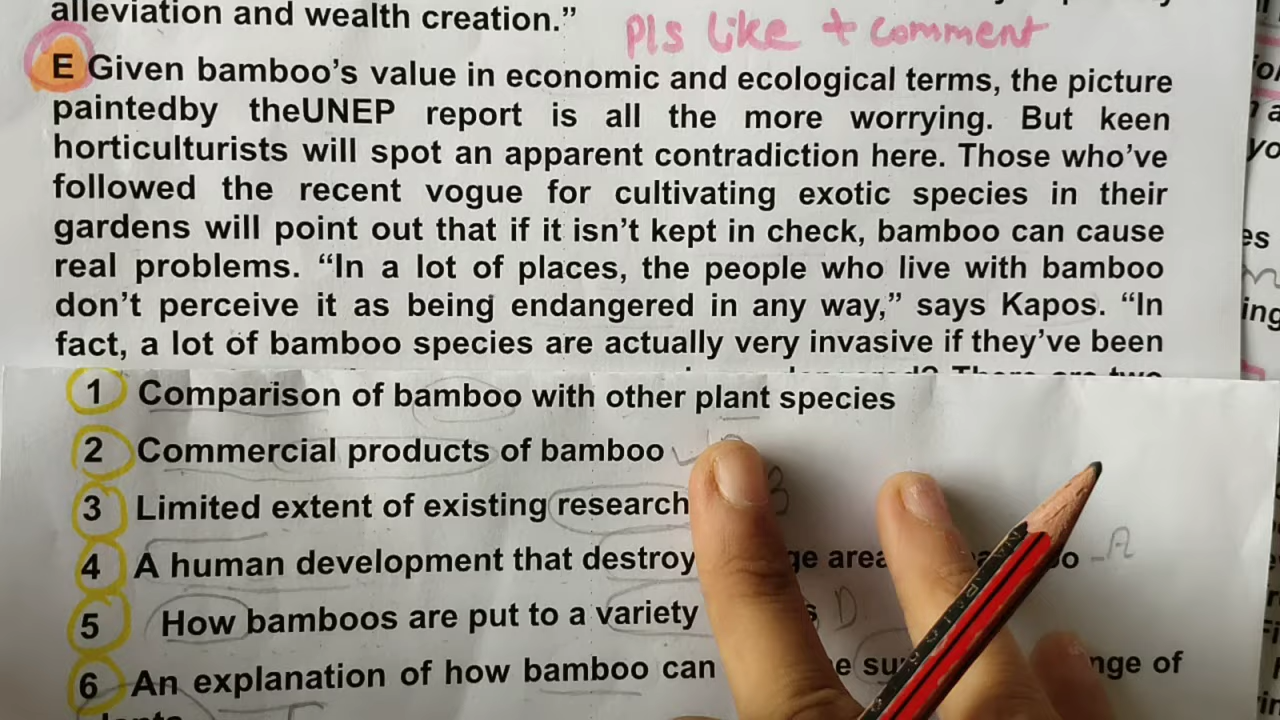 alleviation and wealth creation.”
Pls like + comment
E Given bamboo’s value in economic and ecological terms, the picture
paintedby theUNEP report is all the more worrying. But keen
horticulturists will spot an apparent contradiction here. Those who’ve
followed the recent vogue for cultivating exotic species in their
gardens will point out that if it isn’t kept in check, bamboo can cause
real problems. “In a lot of places, the people who live with bamboo
don’t perceive it as being endangered in any way,” says Kapos. “In
fact, a lot of bamboo species are actually very invasive if they’ve been
1 Comparison of bamboo with other plant species
2 Commercial products of bamboo
3 Limited extent of existing research B
4 A human development that destroy area - A
5 How bamboos are put to a variety D
6 An explanation of how bamboo can of